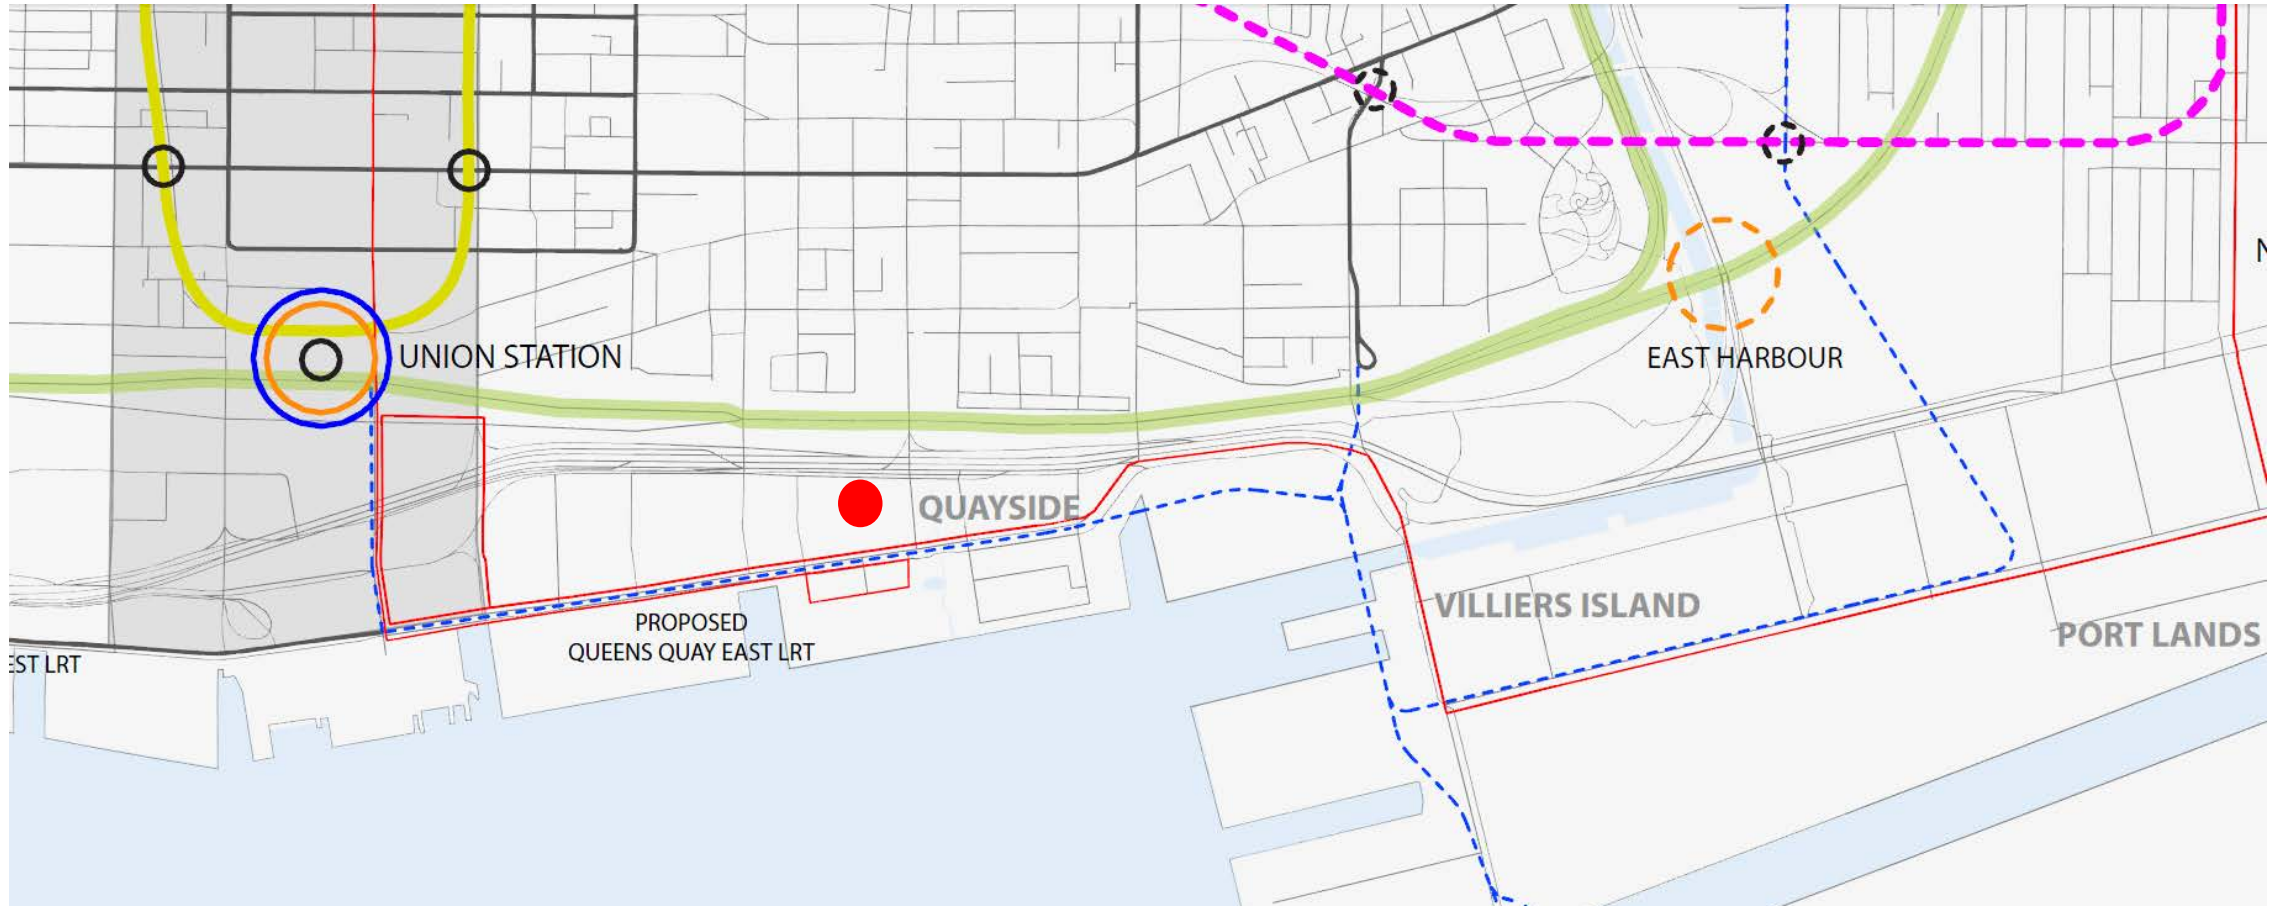 N
UNION STATION
EAST HARBOUR
QUAYSIDE
VILLIERS ISLAND
PROPOSED
QUEENS QUAY EAST LRT
PORT LANDS
EST LRT